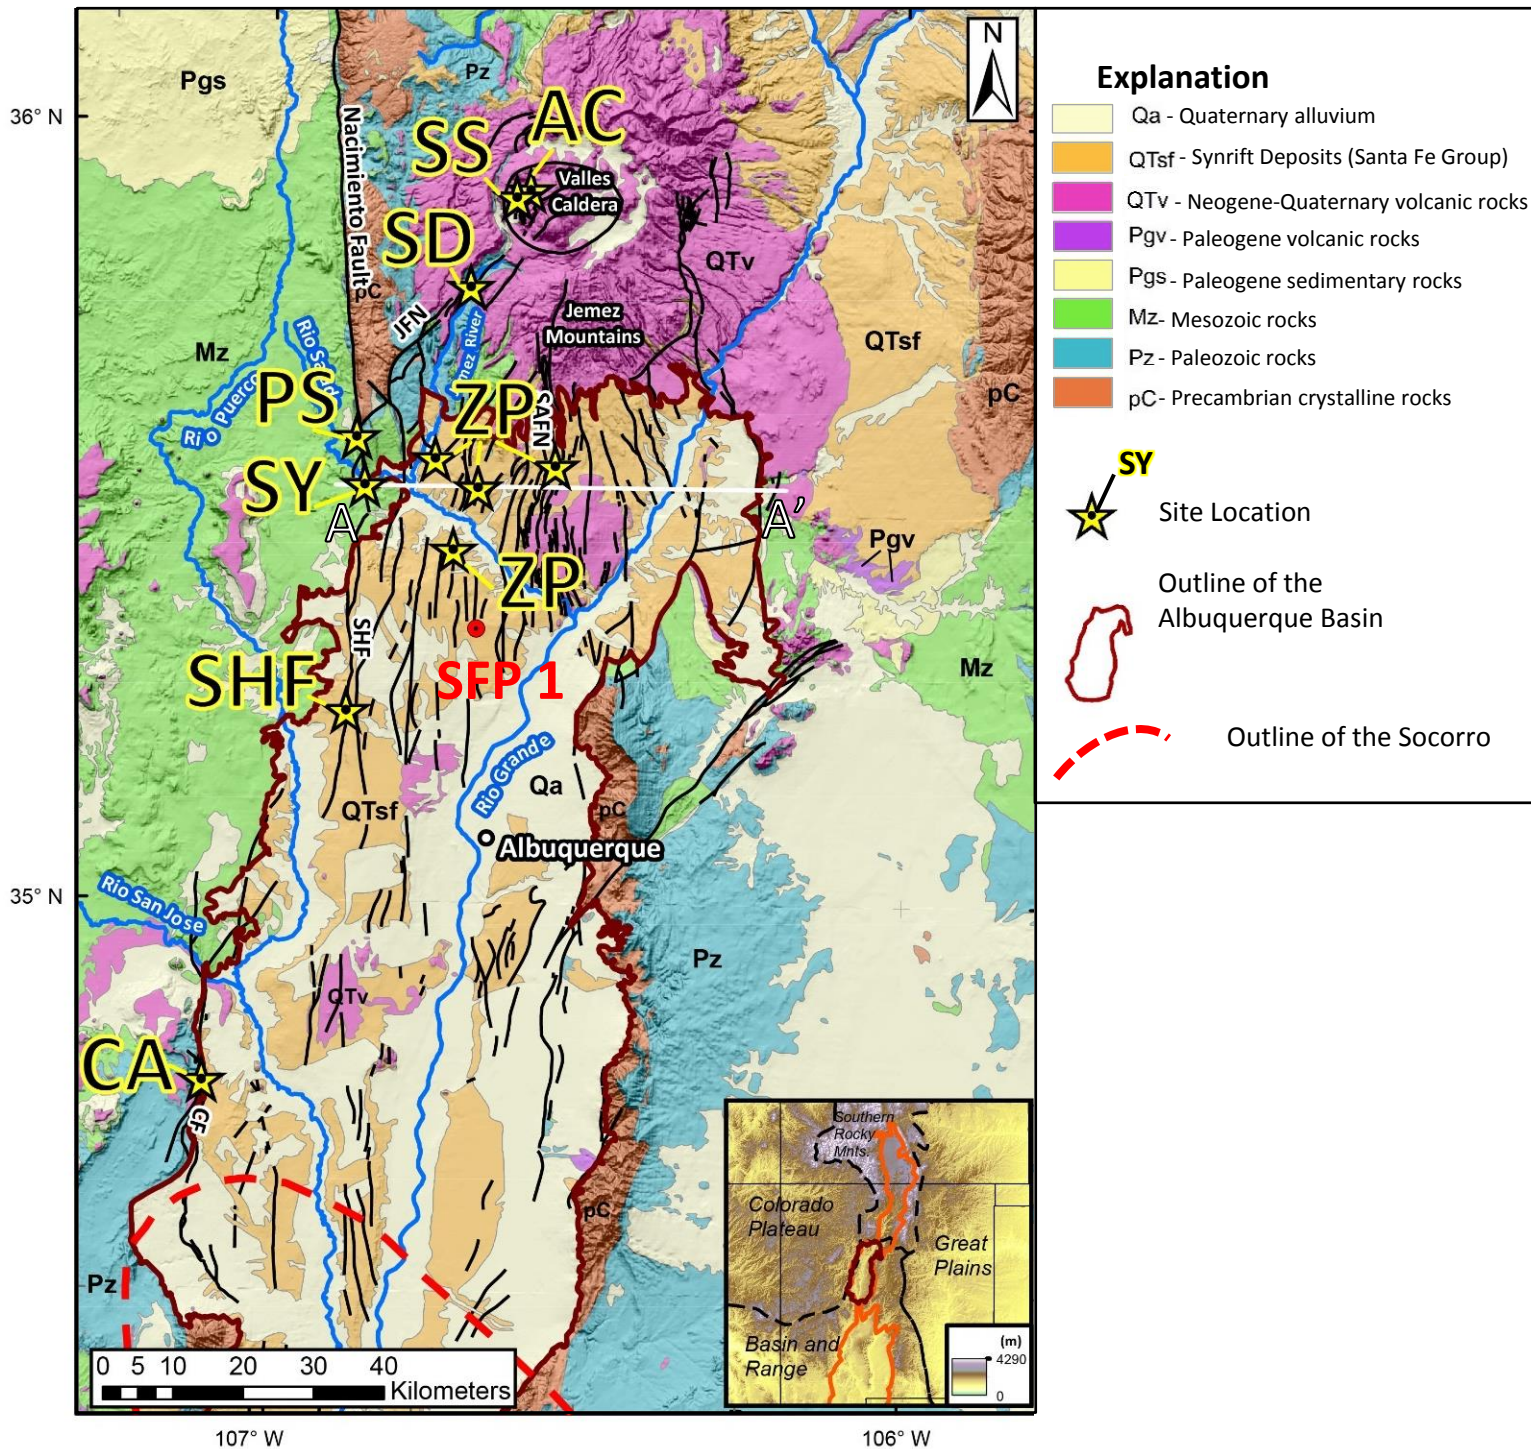 N
36° N
35° N
107° W
106° W
Pgs
Pz
AC
SS
Valles
Caldera
Nacimiento Fault
SD
pC
QTv
JFN
Jemez
Mountains
Mz
QTsf
Rio Puerco
PS
ZP
SAFN
pC
SY
A
A'
Pgv
ZP
SHF
SHF
SFP 1
Mz
Rio Grande
Qa
QTsf
pC
Albuquerque
Rio San Jose
Pz
QTv
CA
CF
pC
Pz
0 5 10 20 30 40
Kilometers
Southern
Rocky
Mnts.
Colorado
Plateau
Great
Plains
Basin and
Range
(m)
4290
0
Explanation
Qa - Quaternary alluvium
QTsf - Synrift Deposits (Santa Fe Group)
QTv - Neogene-Quaternary volcanic rocks
Pgv - Paleogene volcanic rocks
Pgs - Paleogene sedimentary rocks
Mz - Mesozoic rocks
Pz - Paleozoic rocks
pC - Precambrian crystalline rocks
SY
Site Location
Outline of the
Albuquerque Basin
Outline of the Socorro